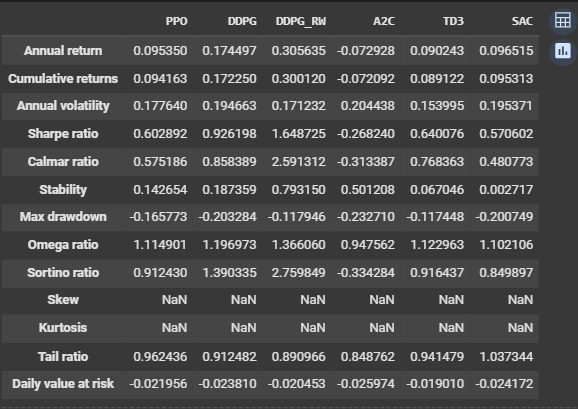 PPO DDPG DDPG_RW A2C TD3 SAC
Annual return 0.095350 0.174497 0.305635 -0.072928 0.090243 0.096515
Cumulative returns 0.094163 0.172250 0.300120 -0.072092 0.089122 0.095313
Annual volatility 0.177640 0.194663 0.171232 0.204438 0.153995 0.195371
Sharpe ratio 0.602892 0.926198 1.648725 -0.268240 0.640076 0.570602
Calmar ratio 0.575186 0.858389 2.591312 -0.313387 0.768363 0.480773
Stability 0.142654 0.187359 0.793150 0.501208 0.067046 0.002717
Max drawdown -0.165773 -0.203284 -0.117946 -0.232710 -0.117448 -0.200749
Omega ratio 1.114901 1.196973 1.366060 0.947562 1.122963 1.102106
Sortino ratio 0.912430 1.390335 2.759849 -0.334284 0.916437 0.849897
Skew NaN NaN NaN NaN NaN NaN
Kurtosis NaN NaN NaN NaN NaN NaN
Tail ratio 0.962436 0.912482 0.890966 0.848762 0.941479 1.037344
Daily value at risk -0.021956 -0.023810 -0.020453 -0.025974 -0.019010 -0.024172